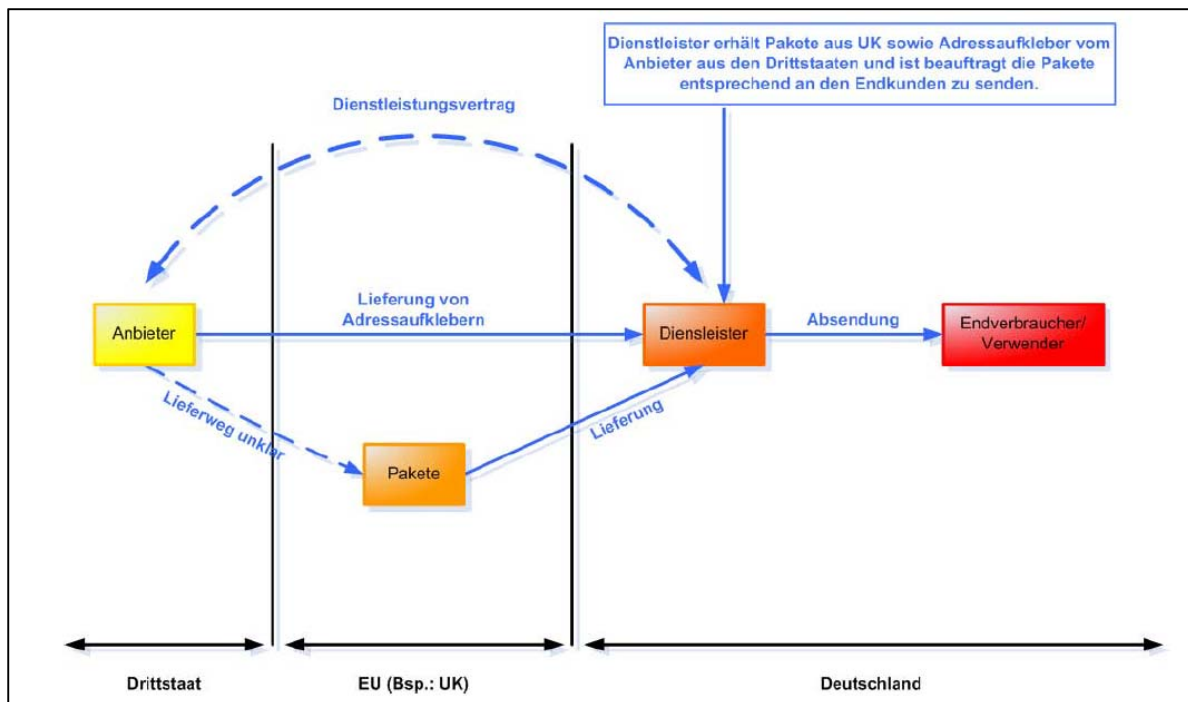 Dienstleister erhält Pakete aus UK sowie Adressaufkleber vom
Anbieter aus den Drittstaaten und ist beauftragt die Pakete
entsprechend an den Endkunden zu senden.
Dienstleistungsvertrag
Anbieter
Lieferung von
Adressaufklebern
Diensleister
Absendung
Endverbraucher/
Verwender
Lieferweg unklar
Pakete
Lieferung
Drittstaat
EU (Bsp.: UK)
Deutschland